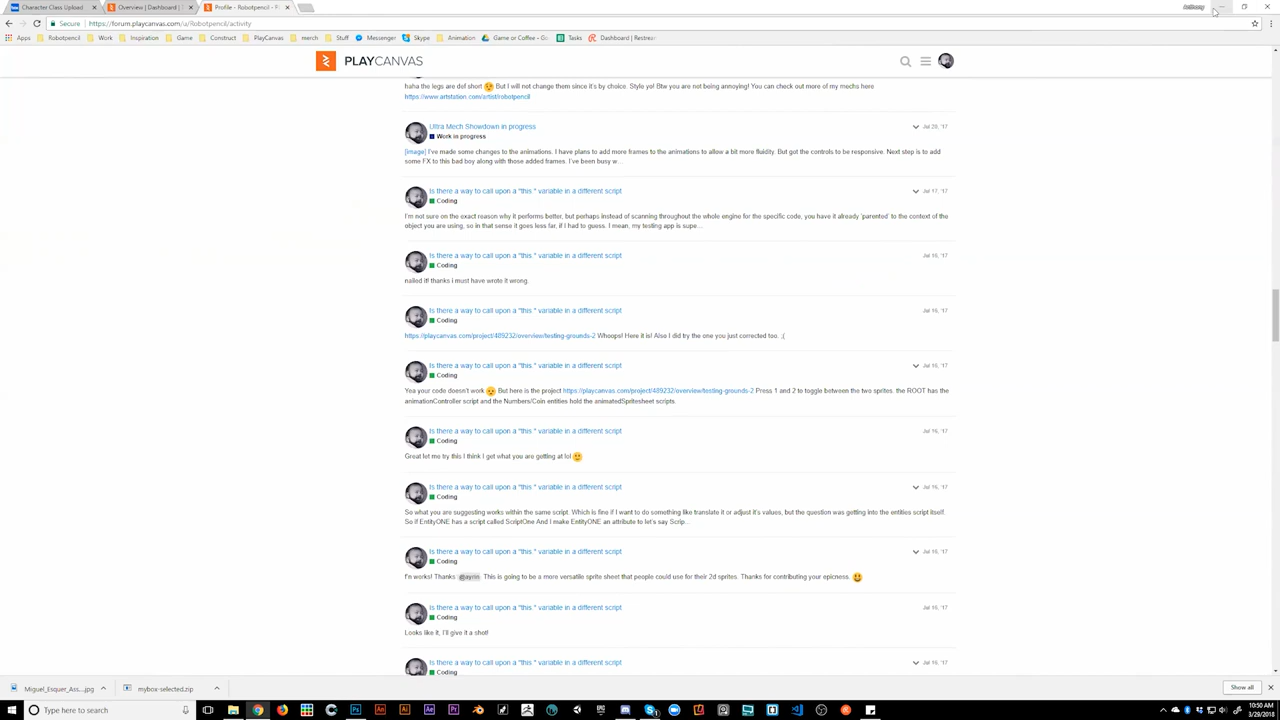 Character Class Upload
Overview | Dashboard |
Profile - Robotpencil - P
Anthony
Secure
https://forum.playcanvas.com/u/Robotpencil/activity
Apps Robotpencil Work Inspiration Game Construct PlayCanvas merch Stuff Messenger Skype Animation Game or Coffee - Go Tasks Dashboard | Restrea
PLAYCANVAS
haha the legs are def short But I will not change them since it's by choice. Style yo! Btw you are not being annoying! You can check out more of my mechs here
https://www.artstation.com/artist/robotpencil
Ultra Mech Showdown in progress
Jul 20, '17
Work in progress
[image] I've made some changes to the animations. I have plans to add more frames to the animations to allow a bit more fluidity. But got the controls to be responsive. Next step is to add
some FX to this bad boy along with those added frames. I've been busy w...
Is there a way to call upon a "this." variable in a different script
Jul 17, '17
Coding
I'm not sure on the exact reason why it performs better, but perhaps instead of scanning throughout the whole engine for the specific code, you have it already 'parented' to the context of the
object you are using, so in that sense it goes less far, if I had to guess. I mean, my testing app is supe...
Is there a way to call upon a "this." variable in a different script
Jul 16, '17
Coding
nailed it! thanks i must have wrote it wrong.
Is there a way to call upon a "this." variable in a different script
Jul 16, '17
Coding
https://playcanvas.com/project/489232/overview/testing-grounds-2 Whoops! Here it is! Also I did try the one you just corrected too. ;(
Is there a way to call upon a "this." variable in a different script
Jul 16, '17
Coding
Yea your code doesn't work But here is the project https://playcanvas.com/project/489232/overview/testing-grounds-2 Press 1 and 2 to toggle between the two sprites. the ROOT has the
animationController script and the Numbers/Coin entities hold the animatedSpritesheet scripts.
Is there a way to call upon a "this." variable in a different script
Jul 16, '17
Coding
Great let me try this I think I get what you are getting at lol
Is there a way to call upon a "this." variable in a different script
Jul 16, '17
Coding
So what you are suggesting works within the same script. Which is fine if I want to do something like translate it or adjust it's values, but the question was getting into the entities script itself.
So if EntityONE has a script called ScriptOne And I make EntityONE an attribute to let's say Scrip...
Is there a way to call upon a "this." variable in a different script
Jul 16, '17
Coding
f'n works! Thanks @ayrin. This is going to be a more versatile sprite sheet that people could use for their 2d sprites. Thanks for contributing your epicness.
Is there a way to call upon a "this." variable in a different script
Jul 16, '17
Coding
Looks like it, I'll give it a shot!
Is there a way to call upon a "this." variable in a different script
Jul 16, '17
Coding
Miguel_Esquer_Ass....jpg
mybox-selected.zip
Show all
Type here to search
10:50 AM
3/29/2018